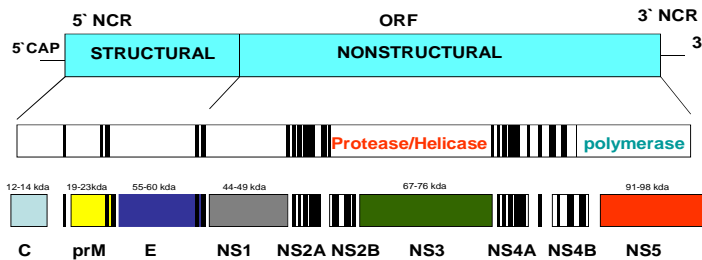 5` NCR ORF 3` NCR
5`CAP STRUCTURAL NONSTRUCTURAL 3
Protease/Helicase polymerase
12-14 kda 19-23kda 55-60 kda 44-49 kda 67-76 kda 91-98 kda
C prM E NS1 NS2A NS2B NS3 NS4A NS4B NS5